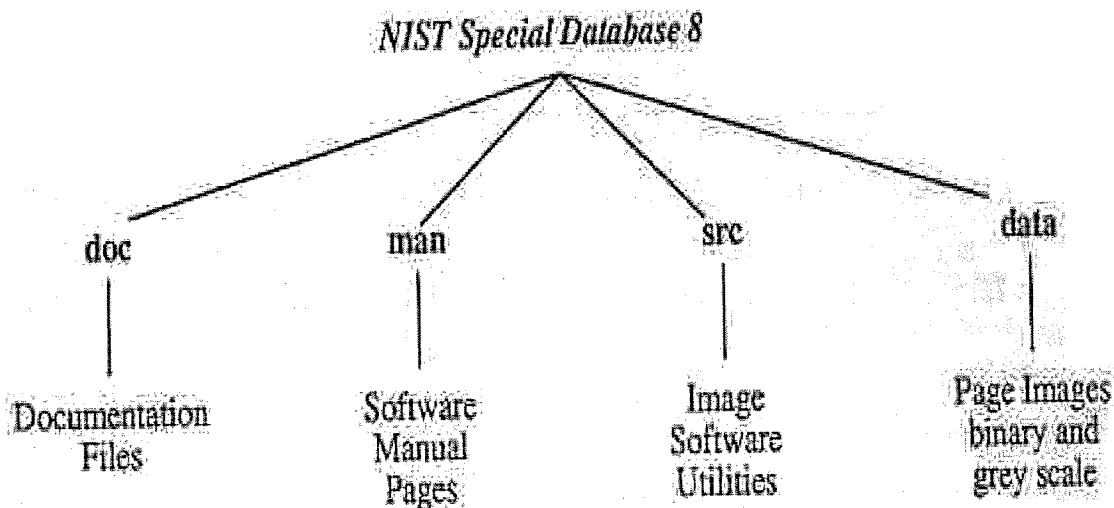 NIST Special Database 8
doc
man
src
data
Documentation
Files
Software
Manual
Pages
Image
Software
Utilities
Page Images
binary and
grey scale